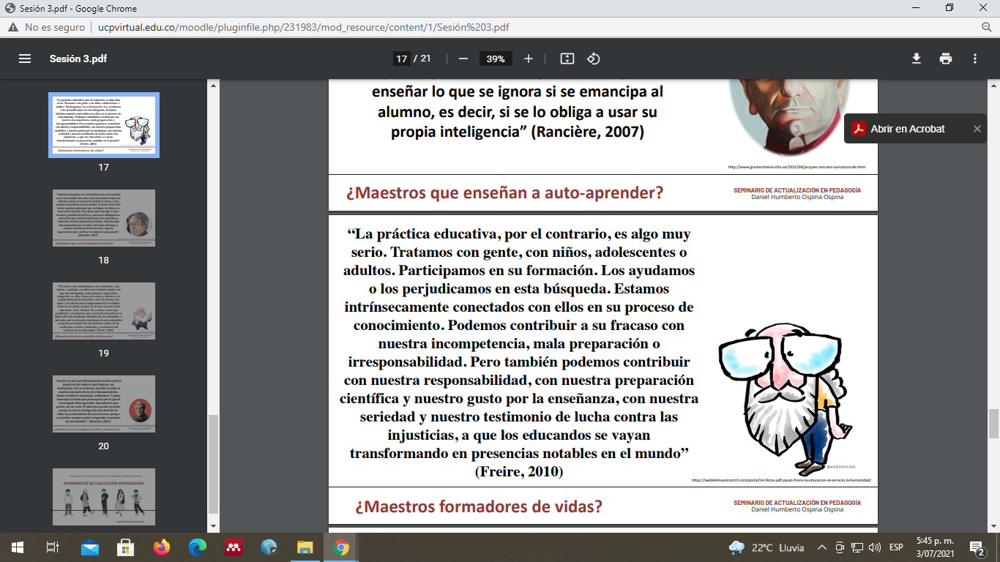 Sesión 3.pdf - Google Chrome
No es seguro
ucpvirtual.edu.co/moodle/pluginfile.php/231983/mod_resource/content/1/Sesión%203.pdf
Sesión 3.pdf
17 / 21
39%
17
¿Maestros formadores de vidas?
18
19
20
SEMINARIO DE ACTUALIZACIÓN EN PEDAGOGÍA
enseñar lo que se ignora si se emancipa al
alumno, es decir, si se lo obliga a usar su
propia inteligencia” (Rancière, 2007)
http://www.gramscimania.info.ve/2012/04/jacques-ranciere-caricatura-de.html
Abrir en Acrobat
¿Maestros que enseñan a auto-aprender?
SEMINARIO DE ACTUALIZACIÓN EN PEDAGOGÍA
Daniel Humberto Ospina Ospina
“La práctica educativa, por el contrario, es algo muy
serio. Tratamos con gente, con niños, adolescentes o
adultos. Participamos en su formación. Los ayudamos
o los perjudicamos en esta búsqueda. Estamos
intrínsecamente conectados con ellos en su proceso de
conocimiento. Podemos contribuir a su fracaso con
nuestra incompetencia, mala preparación o
irresponsabilidad. Pero también podemos contribuir
con nuestra responsabilidad, con nuestra preparación
científica y nuestro gusto por la enseñanza, con nuestra
seriedad y nuestro testimonio de lucha contra las
injusticias, a que los educandos se vayan
transformando en presencias notables en el mundo”
(Freire, 2010)
https://webdelmaestrocmf.com/portal/14-libros-pdf-paulo-freire-la-educacion-al-servicio-la-humanidad/
¿Maestros formadores de vidas?
SEMINARIO DE ACTUALIZACIÓN EN PEDAGOGÍA
Daniel Humberto Ospina Ospina
22°C Lluvia
ESP
5:45 p. m.
3/07/2021
2